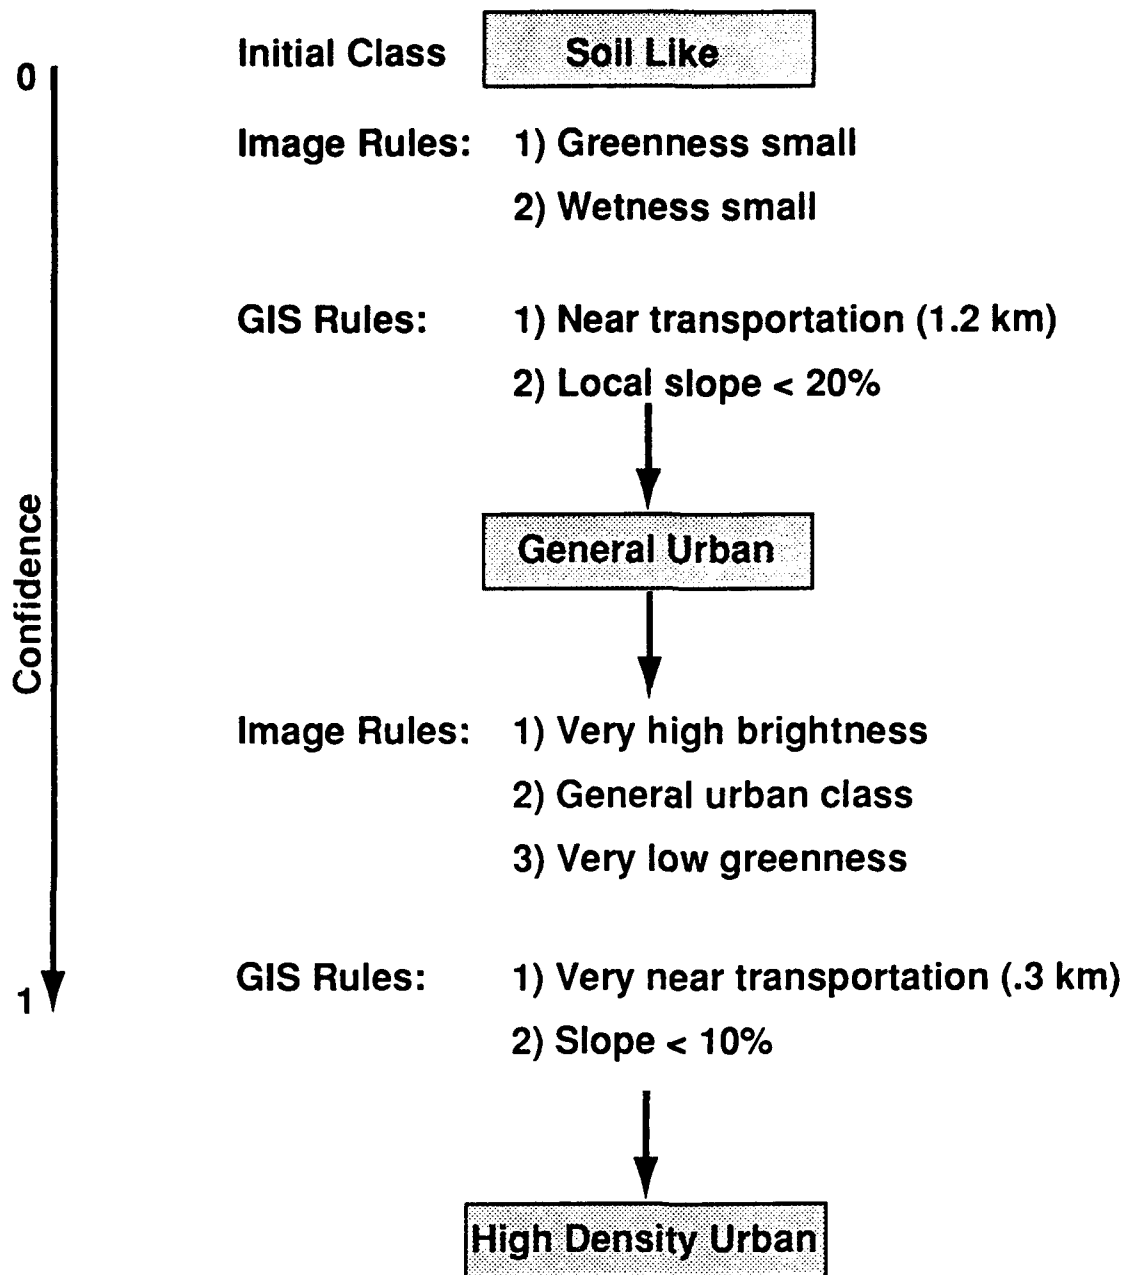 0
Initial Class Soil Like
Image Rules: 1) Greenness small
2) Wetness small
GIS Rules: 1) Near transportation (1.2 km)
2) Local slope < 20%
Confidence
General Urban
Image Rules: 1) Very high brightness
2) General urban class
3) Very low greenness
GIS Rules: 1) Very near transportation (.3 km)
1
2) Slope < 10%
High Density Urban